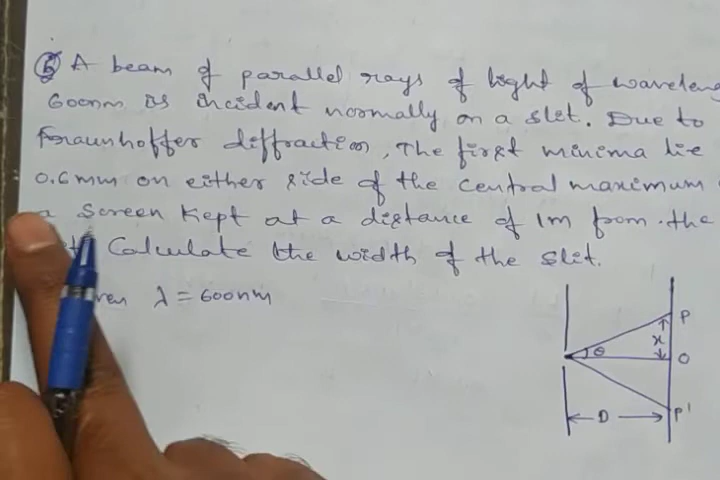 6 A beam of parallel rays of light of
600nm is incident normally on a slit. Due to
Fraunhoffer diffraction, The first minima lie
0.6mm on either side of the central maximum
a screen kept at a distance of 1m from the
Calculate the width of the slit.
λ = 600nm
P
x
θ
O
D
P'